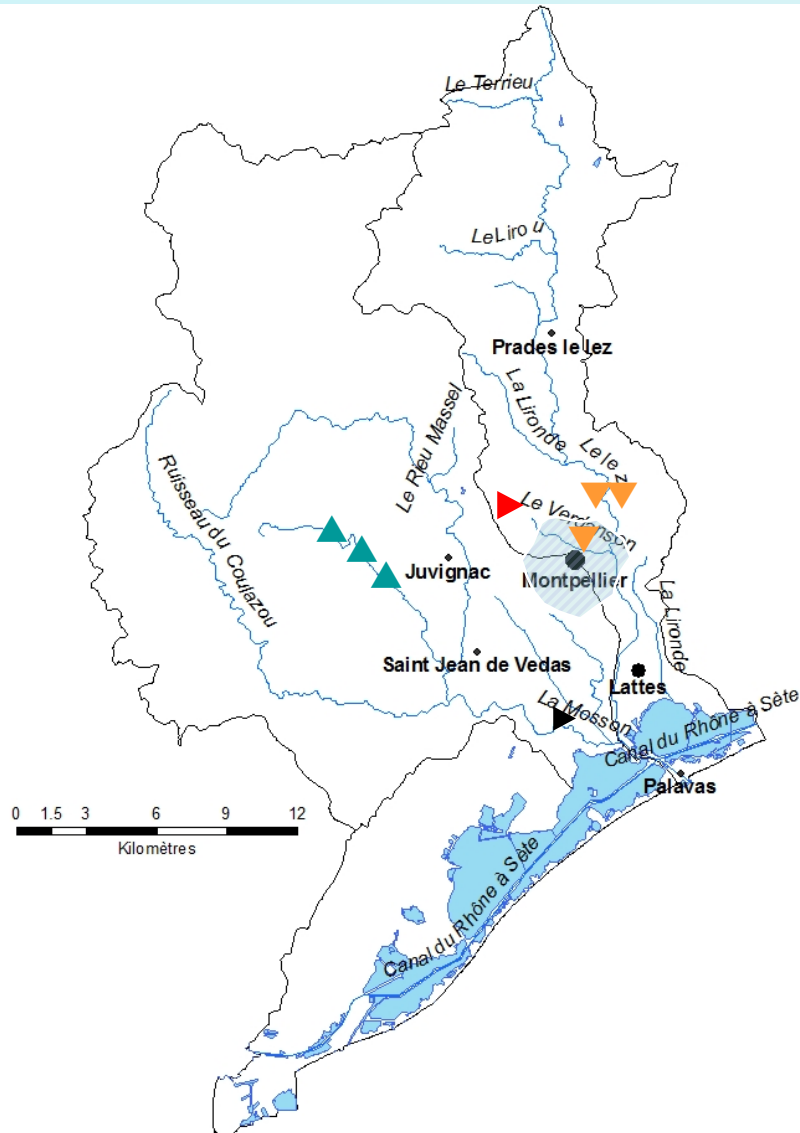 Le Terrieu
Le Lirou
Prades le lez
La Lironde
Le Rieu Massel
Le lez
Ruisseau du Coulazou
Le Verdanson
Juvignac
Montpellier
La Lironde
Saint Jean de Vedas
Lattes
La Mosson
Canal du Rhône à Sète
Palavas
0 1.5 3 6 9 12
Kilomètres
Canal du Rhône à Sète